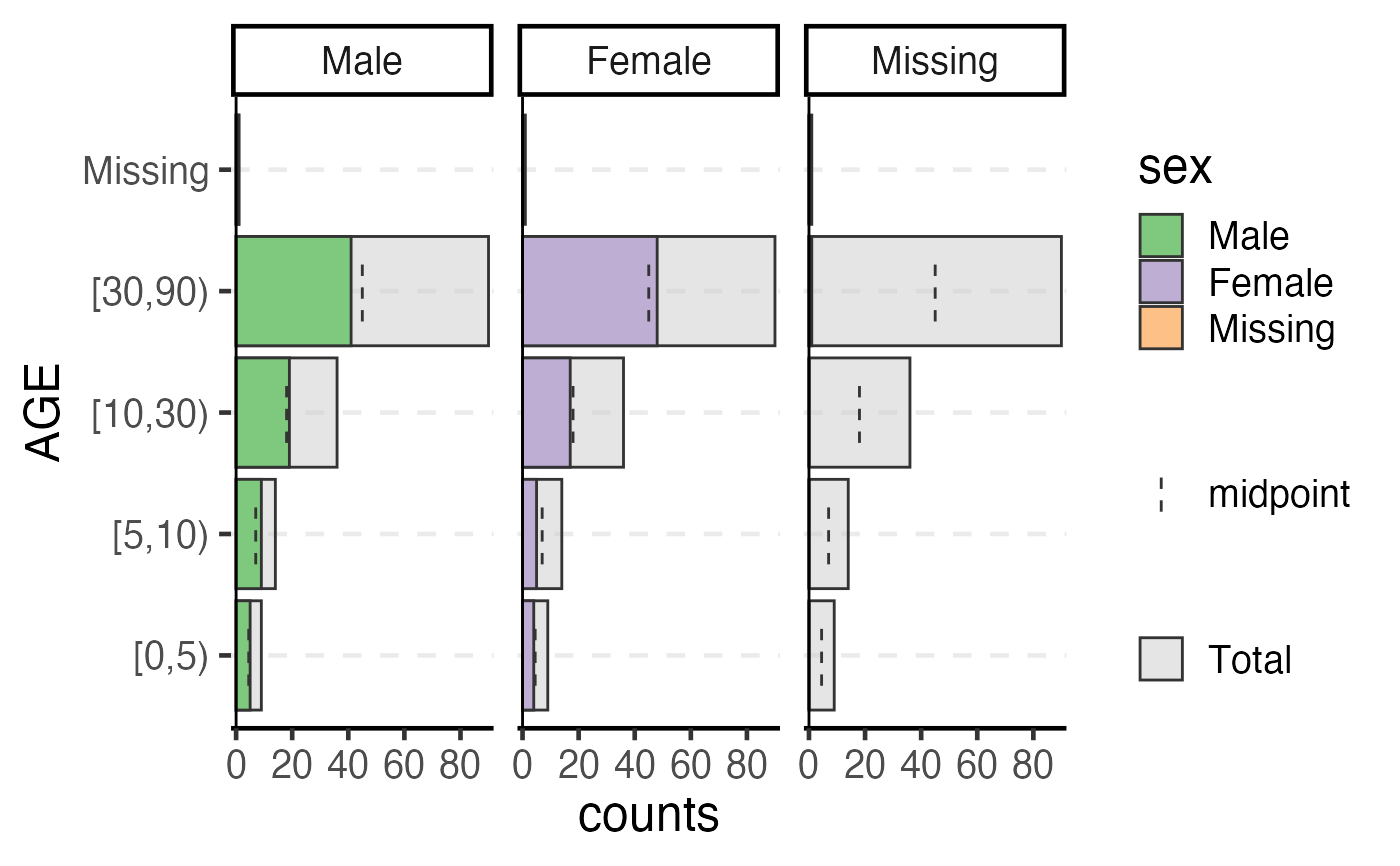 Male
Female
Missing
AGE
Missing
[30,90)
[10,30)
[5,10)
[0,5)
0 20 40 60 80
0 20 40 60 80
0 20 40 60 80
counts
sex
Male
Female
Missing
midpoint
Total